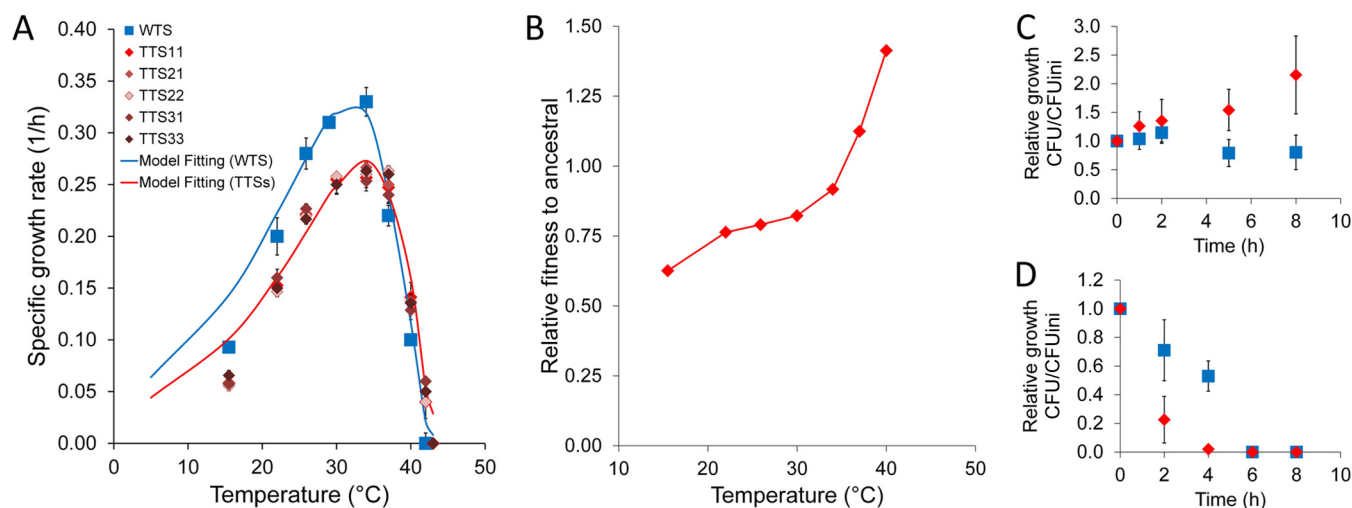 A
Specific growth rate (1/h)
0.40
0.35
0.30
0.25
0.20
0.15
0.10
0.05
0.00
WTS
TTS11
TTS21
TTS22
TTS31
TTS33
Model Fitting (WTS)
Model Fitting (TTSs)
0
10
20
30
40
50
Temperature (°C)
B
Relative fitness to ancestral
1.50
1.25
1.00
0.75
0.50
0.25
0.00
10
20
30
40
50
Temperature (°C)
C
Relative growth
CFU/CFUini
3.0
2.5
2.0
1.5
1.0
0.5
0.0
0
2
4
6
8
10
Time (h)
D
Relative growth
CFU/CFUini
1.2
1.0
0.8
0.6
0.4
0.2
0.0
0
2
4
6
8
10
Time (h)